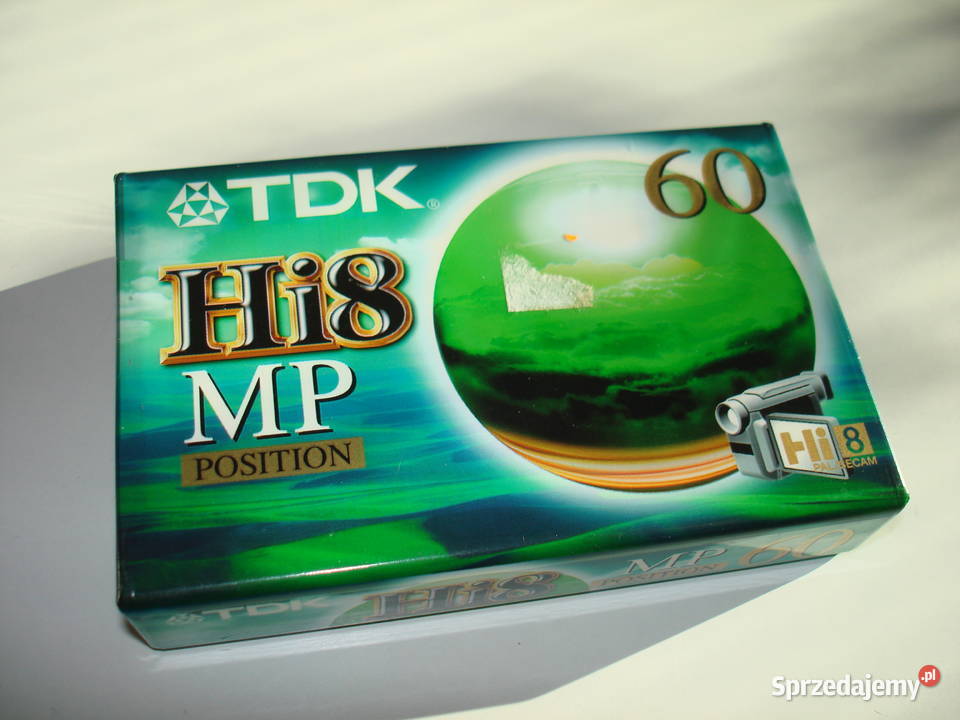 TDK®
60
Hi8
MP
POSITION
Hi8
PAL SECAM
TDK Hi8 MP POSITION 60
Sprzedajemy.pl